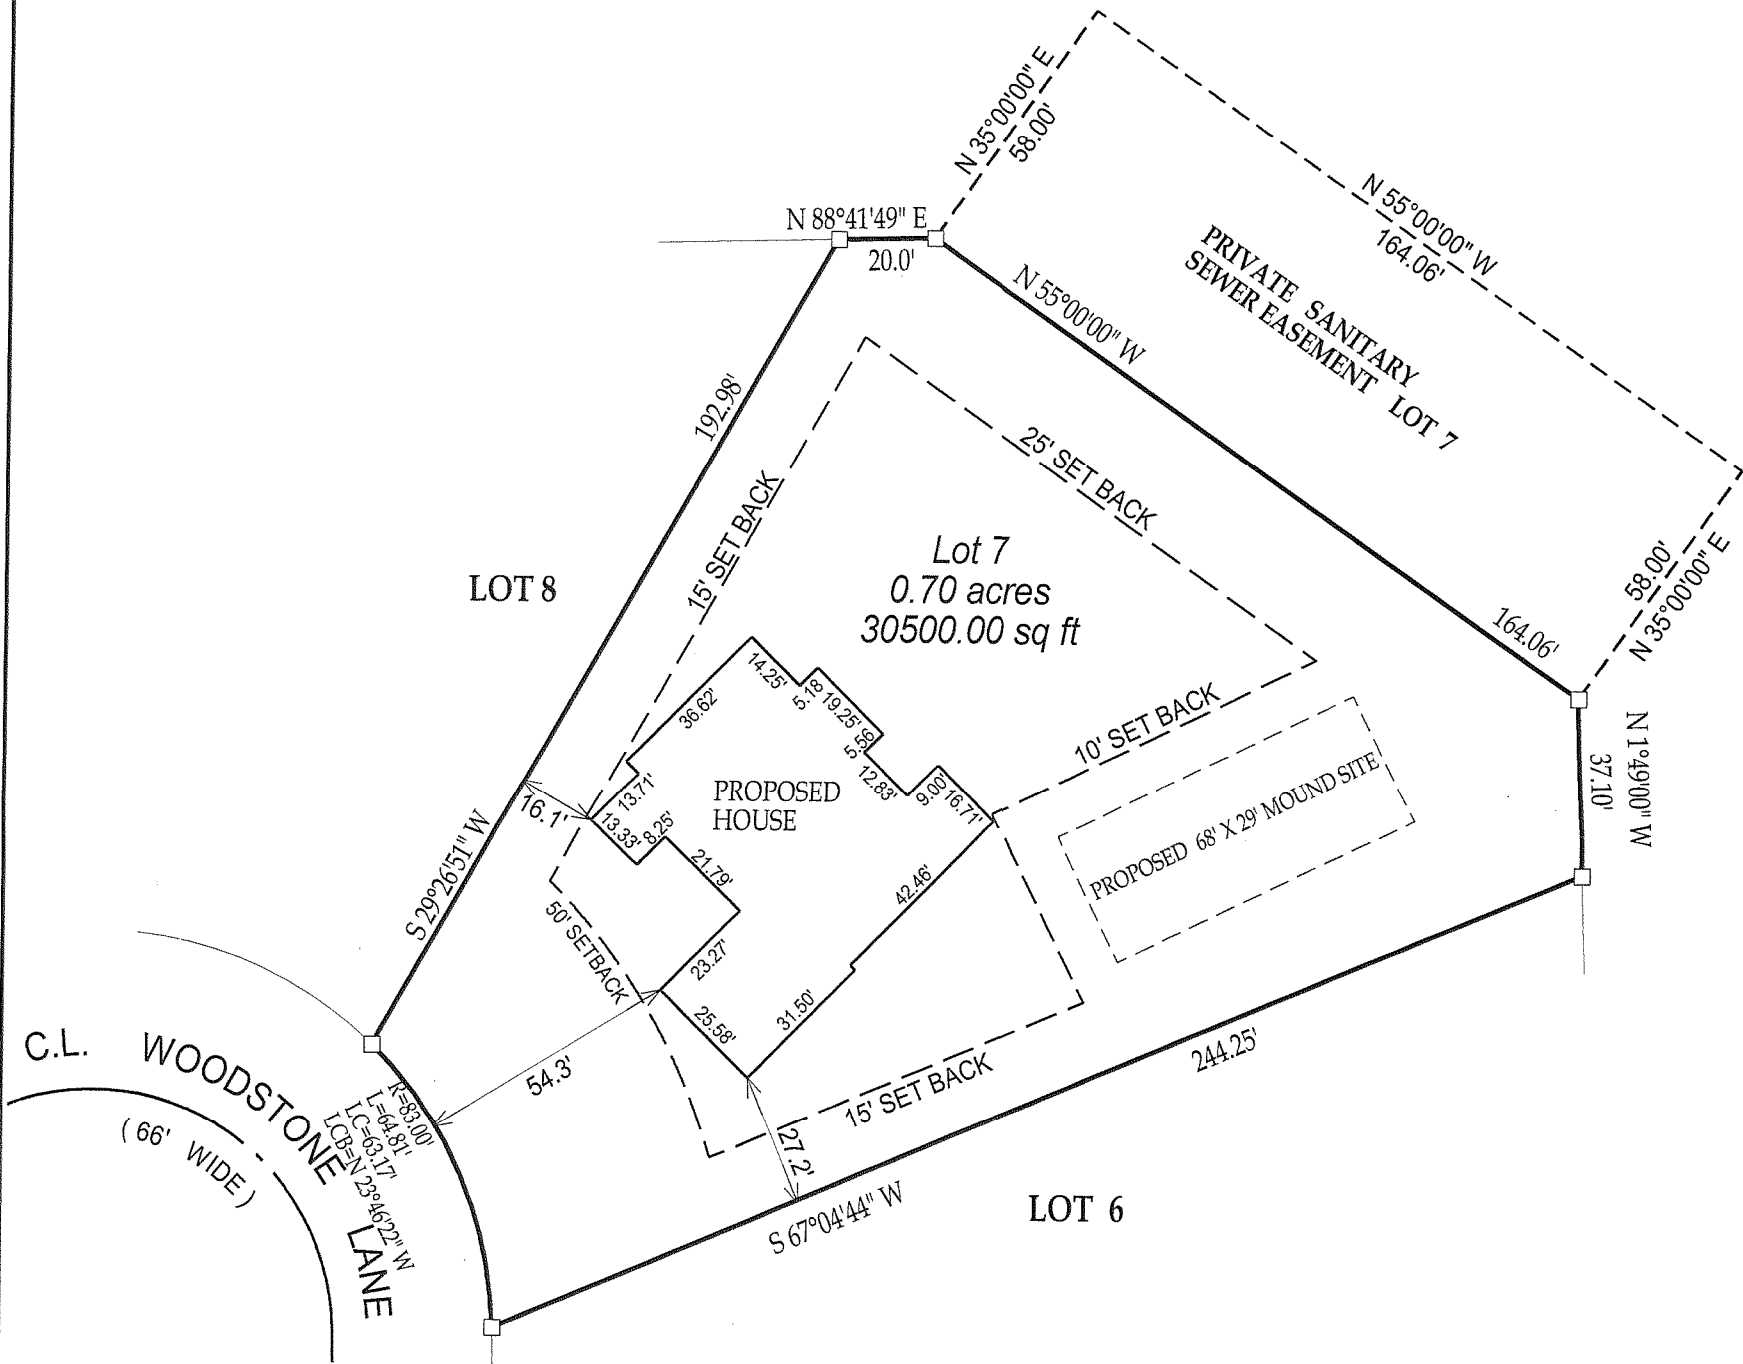 N 35°00'00" E
58.00'
N 55°00'00" W
164.06'
PRIVATE SANITARY
SEWER EASEMENT LOT 7
N 88°41'49" E
20.0'
N 55°00'00" W
164.06'
58.00'
N 35°00'00" E
N 1°49'00" W
37.10'
192.98'
S 29°26'51" W
15' SET BACK
25' SET BACK
Lot 7
0.70 acres
30500.00 sq ft
LOT 8
10' SET BACK
PROPOSED 68' X 29' MOUND SITE
PROPOSED
HOUSE
14.25'
5.18
19.25'
5.56
12.83'
9.00'
16.71'
36.62'
13.71'
13.33'
8.25'
21.79'
23.27'
25.58'
31.50'
42.46'
16.1'
50' SETBACK
54.3'
27.2'
15' SET BACK
244.25'
S 67°04'44" W
LOT 6
R=83.00'
L=64.81'
LC=63.17'
LCB=N 23°46'22" W
C.L. WOODSTONE LANE
( 66' WIDE )